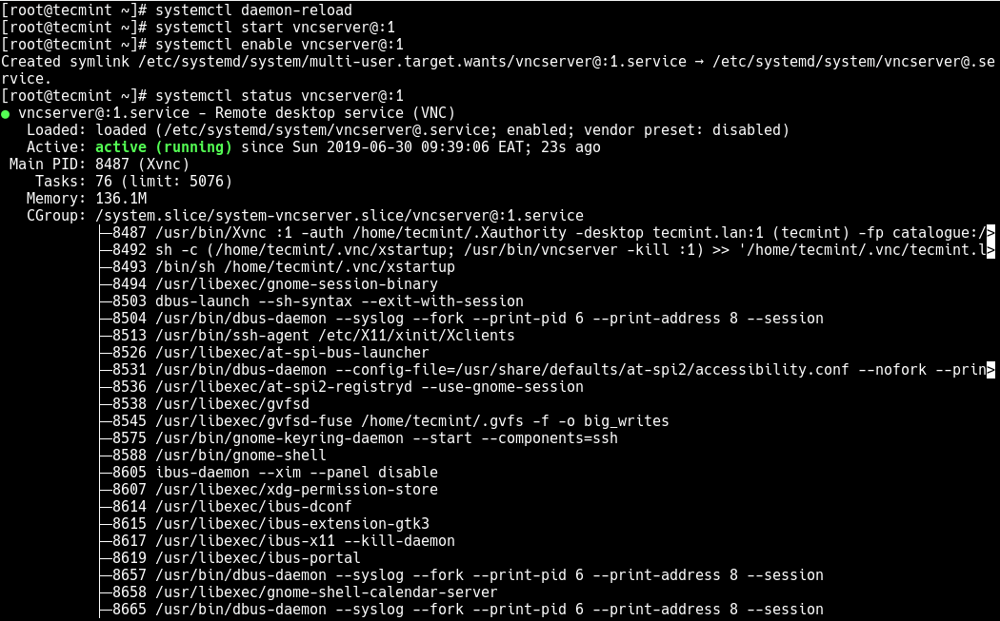 [root@tecmint ~]# systemctl daemon-reload
[root@tecmint ~]# systemctl start vncserver@:1
[root@tecmint ~]# systemctl enable vncserver@:1
Created symlink /etc/systemd/system/multi-user.target.wants/vncserver@:1.service → /etc/systemd/system/vncserver@.se
rvice.
[root@tecmint ~]# systemctl status vncserver@:1
● vncserver@:1.service - Remote desktop service (VNC)
   Loaded: loaded (/etc/systemd/system/vncserver@.service; enabled; vendor preset: disabled)
   Active: active (running) since Sun 2019-06-30 09:39:06 EAT; 23s ago
 Main PID: 8487 (Xvnc)
    Tasks: 76 (limit: 5076)
   Memory: 136.1M
   CGroup: /system.slice/system-vncserver.slice/vncserver@:1.service
           ├─8487 /usr/bin/Xvnc :1 -auth /home/tecmint/.Xauthority -desktop tecmint.lan:1 (tecmint) -fp catalogue:/>
           ├─8492 sh -c (/home/tecmint/.vnc/xstartup; /usr/bin/vncserver -kill :1) >> '/home/tecmint/.vnc/tecmint.l>
           ├─8493 /bin/sh /home/tecmint/.vnc/xstartup
           ├─8494 /usr/libexec/gnome-session-binary
           ├─8503 dbus-launch --sh-syntax --exit-with-session
           ├─8504 /usr/bin/dbus-daemon --syslog --fork --print-pid 6 --print-address 8 --session
           ├─8513 /usr/bin/ssh-agent /etc/X11/xinit/Xclients
           ├─8526 /usr/libexec/at-spi-bus-launcher
           ├─8531 /usr/bin/dbus-daemon --config-file=/usr/share/defaults/at-spi2/accessibility.conf --nofork --prin>
           ├─8536 /usr/libexec/at-spi2-registryd --use-gnome-session
           ├─8538 /usr/libexec/gvfsd
           ├─8545 /usr/libexec/gvfsd-fuse /home/tecmint/.gvfs -f -o big_writes
           ├─8575 /usr/bin/gnome-keyring-daemon --start --components=ssh
           ├─8588 /usr/bin/gnome-shell
           ├─8605 ibus-daemon --xim --panel disable
           ├─8607 /usr/libexec/xdg-permission-store
           ├─8614 /usr/libexec/ibus-dconf
           ├─8615 /usr/libexec/ibus-extension-gtk3
           ├─8617 /usr/libexec/ibus-x11 --kill-daemon
           ├─8619 /usr/libexec/ibus-portal
           ├─8657 /usr/bin/dbus-daemon --syslog --fork --print-pid 6 --print-address 8 --session
           ├─8658 /usr/libexec/gnome-shell-calendar-server
           ├─8665 /usr/bin/dbus-daemon --syslog --fork --print-pid 6 --print-address 8 --session